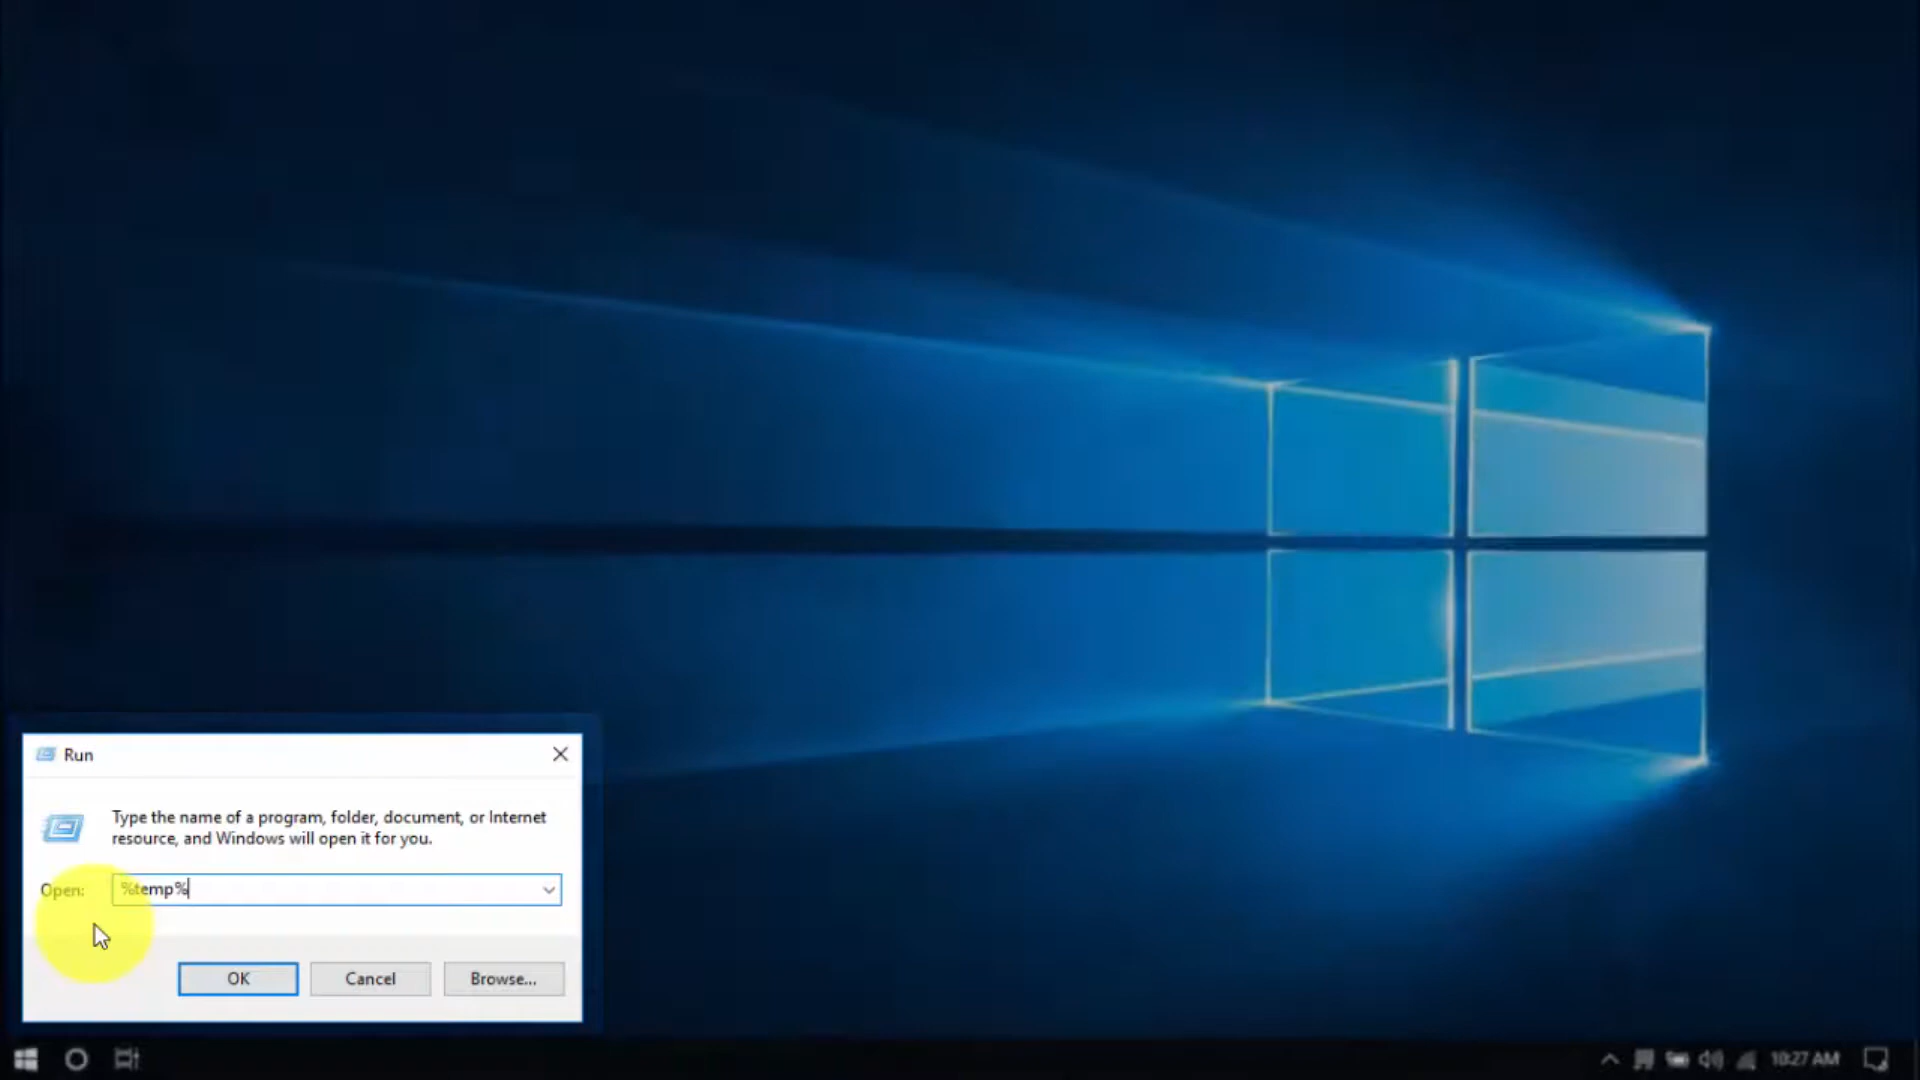 Run
Type the name of a program, folder, document, or Internet
resource, and Windows will open it for you.
Open: %temp%
OK Cancel Browse...
10:27 AM